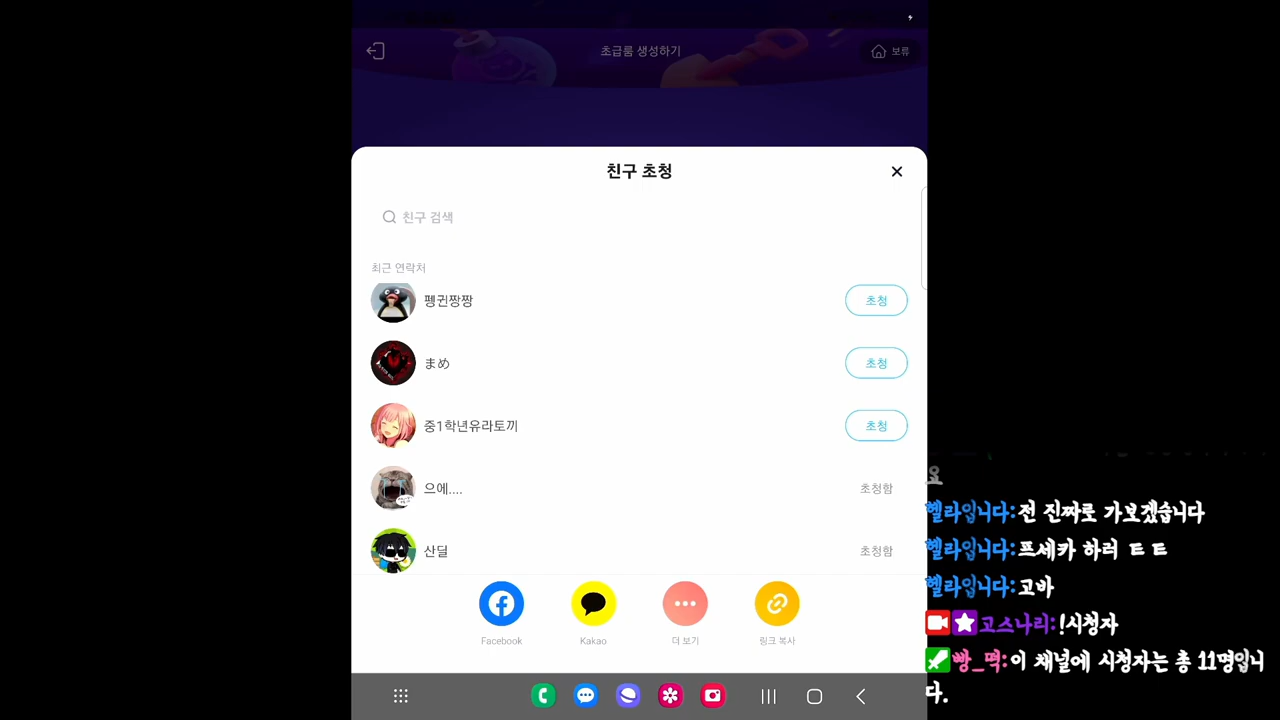 초급룸 생성하기
보류
친구 초청
친구 검색
최근 연락처
펭귄짱짱
초청
まめ
초청
중1학년유라토끼
초청
으에....
초청함
산딜
초청함
Facebook
Kakao
더 보기
링크 복사
요
헬라입니다:전 진짜로 가보겠습니다
헬라입니다:프세카 하러 ㅌㅌ
헬라입니다:고바
고스나리:!시청자
빵_떡:이 채널에 시청자는 총 11명입니
다.